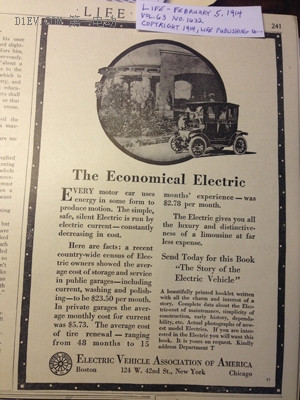 LIFE
LIFE - FEBRUARY 5, 1914
VOL. 63 NO. 1632
COPYRIGHT 1914, LIFE PUBLISHING
241
The Economical Electric
EVERY motor car uses
energy in some form to
produce motion. The simple,
safe, silent Electric is run by
electric current—constantly
decreasing in cost.
Here are facts: a recent
country-wide census of Elec-
tric owners showed the aver-
age cost of storage and service
in public garages—including
current, washing and polish-
ing—to be $23.50 per month.
In private garages the aver-
age monthly cost for current
was $5.73. The average cost
of tire renewal—ranging
from 48 months to 15
months' experience—was
$2.78 per month.
The Electric gives you all
the luxury and distinctive-
ness of a limousine at far
less expense.
Send Today for this Book
"The Story of the
Electric Vehicle"
A beautifully printed booklet written
with all the charm and interest of a
story. Complete data about the Elec-
tric—cost of maintenance, simplicity of
construction, early history, dependa-
bility, etc. Actual photographs of new-
est model Electrics. If you are inter-
ested in the Electric you will want this
book. It is yours on request. Kindly
address Department T
ELECTRIC VEHICLE ASSOCIATION OF AMERICA
Boston 124 W. 42nd St., New York Chicago